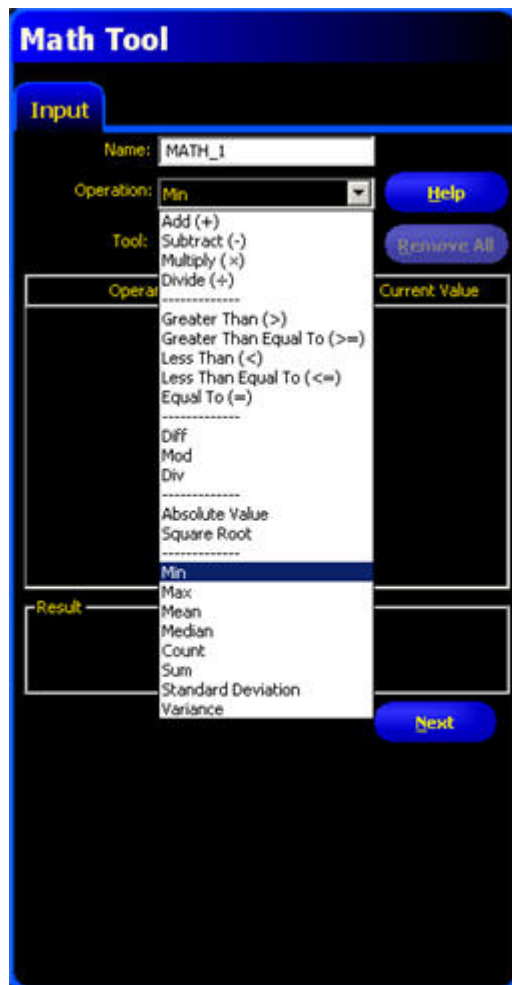 Math Tool
Input
Name: MATH_1
Operation: Min
Help
Add (+)
Subtract (-)
Tool:
Remove All
Multiply (×)
Divide (÷)
-------------
Current Value
Greater Than (>)
Greater Than Equal To (>=)
Less Than (<)
Less Than Equal To (<=)
Equal To (=)
-------------
Diff
Mod
Div
-------------
Absolute Value
Square Root
-------------
Min
Max
Result
Mean
Median
Count
Sum
Standard Deviation
Variance
Next